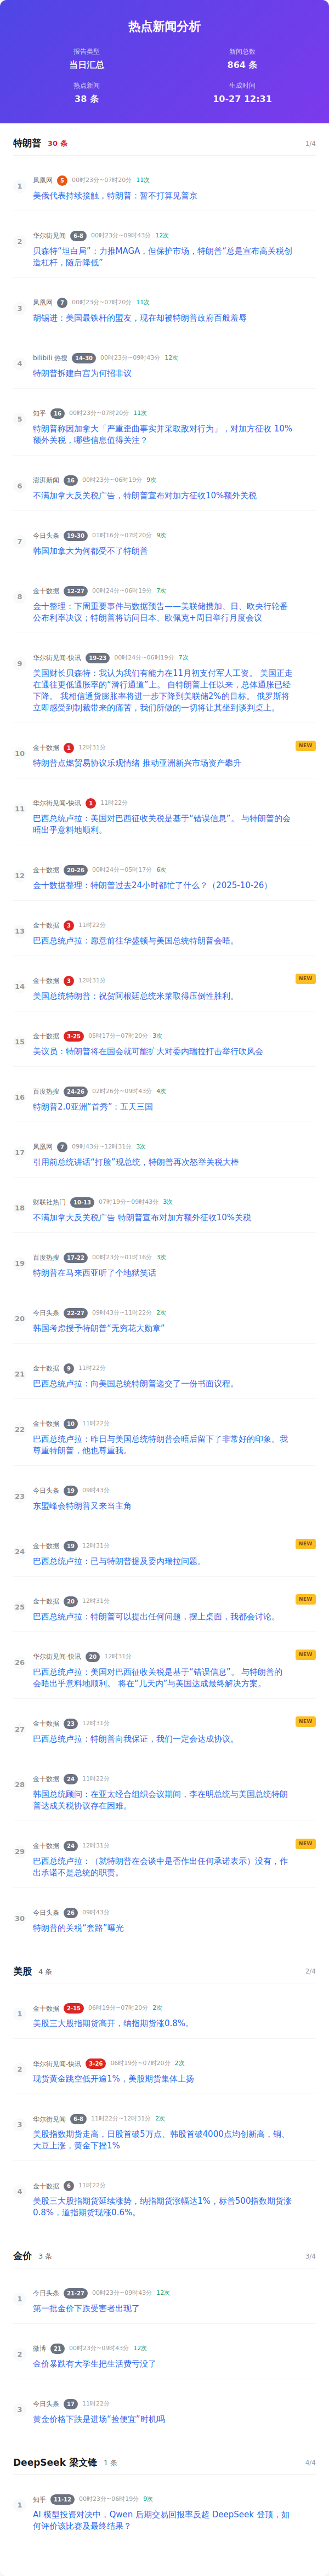 热点新闻分析
报告类型
当日汇总
新闻总数
864 条
热点新闻
38 条
生成时间
10-27 12:31
特朗普 30 条 1/4
1
凤凰网 5 00时23分~07时20分 11次
美俄代表持续接触，特朗普：暂不打算见普京
2
华尔街见闻 6-8 00时23分~09时43分 12次
贝森特“坦白局”：力推MAGA，但保护市场，特朗普“总是宣布高关税创
造杠杆，随后降低”
3
凤凰网 7 00时23分~07时20分 11次
胡锡进：美国最铁杆的盟友，现在却被特朗普政府百般羞辱
4
bilibili 热搜 14-30 00时23分~09时43分 12次
特朗普拆建白宫为何招非议
5
知乎 16 00时23分~07时20分 11次
特朗普称因加拿大「严重歪曲事实并采取敌对行为」，对加方征收 10%
额外关税，哪些信息值得关注？
6
澎湃新闻 16 00时23分~06时19分 9次
不满加拿大反关税广告，特朗普宣布对加方征收10%额外关税
7
今日头条 19-30 01时16分~07时20分 9次
韩国加拿大为何都受不了特朗普
8
金十数据 12-27 00时24分~06时19分 7次
金十整理：下周重要事件与数据预告——美联储携加、日、欧央行轮番
公布利率决议；特朗普将访问日本、欧佩克+周日举行月度会议
9
华尔街见闻-快讯 19-23 00时24分~06时19分 7次
美国财长贝森特：我认为我们有能力在11月初支付军人工资。 美国正走
在通往更低通胀率的“滑行通道”上。 自特朗普上任以来，总体通胀已经
下降。 我相信通货膨胀率将进一步下降到美联储2%的目标。 俄罗斯将
立即感受到制裁带来的痛苦，我们所做的一切将让其坐到谈判桌上。
10
金十数据 1 12时31分 NEW
特朗普点燃贸易协议乐观情绪 推动亚洲新兴市场资产攀升
11
华尔街见闻-快讯 1 11时22分
巴西总统卢拉：美国对巴西征收关税是基于“错误信息”。 与特朗普的会
晤出乎意料地顺利。
12
金十数据 20-26 00时24分~05时17分 6次
金十数据整理：特朗普过去24小时都忙了什么？（2025-10-26）
13
金十数据 3 11时22分
巴西总统卢拉：愿意前往华盛顿与美国总统特朗普会晤。
14
金十数据 3 12时31分 NEW
美国总统特朗普：祝贺阿根廷总统米莱取得压倒性胜利。
15
金十数据 3-25 05时17分~07时20分 3次
美议员：特朗普将在国会就可能扩大对委内瑞拉打击举行吹风会
16
百度热搜 24-26 02时26分~09时43分 4次
特朗普2.0亚洲“首秀”：五天三国
17
凤凰网 7 09时43分~12时31分 3次
引用前总统讲话“打脸”现总统，特朗普再次怒举关税大棒
18
财联社热门 10-13 07时19分~09时43分 3次
不满加拿大反关税广告 特朗普宣布对加方额外征收10%关税
19
百度热搜 17-22 00时23分~01时16分 3次
特朗普在马来西亚听了个地狱笑话
20
今日头条 22-27 09时43分~11时22分 2次
韩国考虑授予特朗普“无穷花大勋章”
21
金十数据 9 11时22分
巴西总统卢拉：向美国总统特朗普递交了一份书面议程。
22
金十数据 10 11时22分
巴西总统卢拉：昨日与美国总统特朗普会晤后留下了非常好的印象。我
尊重特朗普，他也尊重我。
23
今日头条 19 09时43分
东盟峰会特朗普又来当主角
24
金十数据 19 12时31分 NEW
巴西总统卢拉：已与特朗普提及委内瑞拉问题。
25
金十数据 20 12时31分 NEW
巴西总统卢拉：特朗普可以提出任何问题，摆上桌面，我都会讨论。
26
华尔街见闻-快讯 20 12时31分 NEW
巴西总统卢拉：美国对巴西征收关税是基于“错误信息”。 与特朗普的
会晤出乎意料地顺利。 将在“几天内”与美国达成最终解决方案。
27
金十数据 23 12时31分 NEW
巴西总统卢拉：特朗普向我保证，我们一定会达成协议。
28
金十数据 24 11时22分
韩国总统顾问：在亚太经合组织会议期间，李在明总统与美国总统特朗
普达成关税协议存在困难。
29
金十数据 24 12时31分 NEW
巴西总统卢拉：（就特朗普在会谈中是否作出任何承诺表示）没有，作
出承诺不是总统的职责。
30
今日头条 26 09时43分
特朗普的关税“套路”曝光
美股 4 条 2/4
1
金十数据 2-15 06时19分~07时20分 2次
美股三大股指期货高开，纳指期货涨0.8%。
2
华尔街见闻-快讯 3-26 06时19分~07时20分 2次
现货黄金跳空低开逾1%，美股期货集体上扬
3
华尔街见闻 6-8 11时22分~12时31分 2次
美股指数期货走高，日股首破5万点、韩股首破4000点均创新高，铜、
大豆上涨，黄金下挫1%
4
金十数据 6 11时22分
美股三大股指期货延续涨势，纳指期货涨幅达1%，标普500指数期货涨
0.8%，道指期货现涨0.6%。
金价 3 条 3/4
1
今日头条 21-27 00时23分~09时43分 12次
第一批金价下跌受害者出现了
2
微博 21 00时23分~09时43分 12次
金价暴跌有大学生把生活费亏没了
3
今日头条 17 11时22分
黄金价格下跌是进场“捡便宜”时机吗
DeepSeek 梁文锋 1 条 4/4
1
知乎 11-12 00时23分~06时19分 9次
AI 模型投资对决中，Qwen 后期交易回报率反超 DeepSeek 登顶，如
何评价该比赛及最终结果？